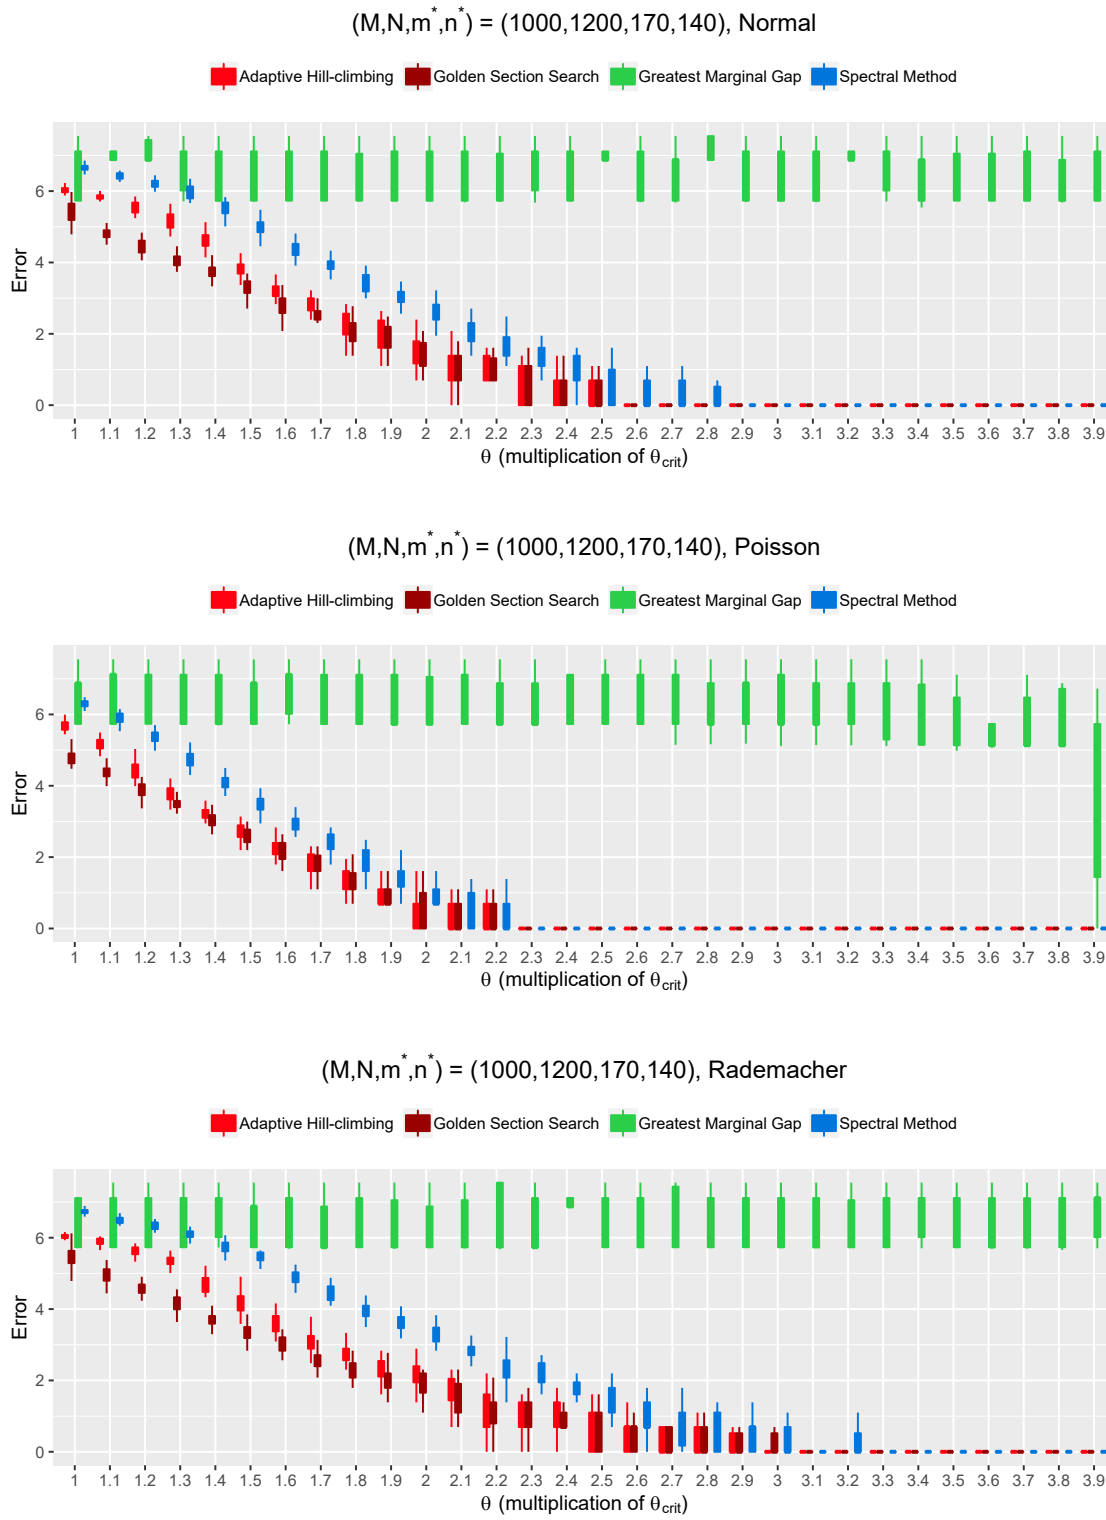 (M,N,m*,n*) = (1000,1200,170,140), Normal
Adaptive Hill-climbing Golden Section Search Greatest Marginal Gap Spectral Method
Error
6
4
2
0
1 1.1 1.2 1.3 1.4 1.5 1.6 1.7 1.8 1.9 2 2.1 2.2 2.3 2.4 2.5 2.6 2.7 2.8 2.9 3 3.1 3.2 3.3 3.4 3.5 3.6 3.7 3.8 3.9
θ (multiplication of θcrit)
(M,N,m*,n*) = (1000,1200,170,140), Poisson
Adaptive Hill-climbing Golden Section Search Greatest Marginal Gap Spectral Method
Error
6
4
2
0
1 1.1 1.2 1.3 1.4 1.5 1.6 1.7 1.8 1.9 2 2.1 2.2 2.3 2.4 2.5 2.6 2.7 2.8 2.9 3 3.1 3.2 3.3 3.4 3.5 3.6 3.7 3.8 3.9
θ (multiplication of θcrit)
(M,N,m*,n*) = (1000,1200,170,140), Rademacher
Adaptive Hill-climbing Golden Section Search Greatest Marginal Gap Spectral Method
Error
6
4
2
0
1 1.1 1.2 1.3 1.4 1.5 1.6 1.7 1.8 1.9 2 2.1 2.2 2.3 2.4 2.5 2.6 2.7 2.8 2.9 3 3.1 3.2 3.3 3.4 3.5 3.6 3.7 3.8 3.9
θ (multiplication of θcrit)